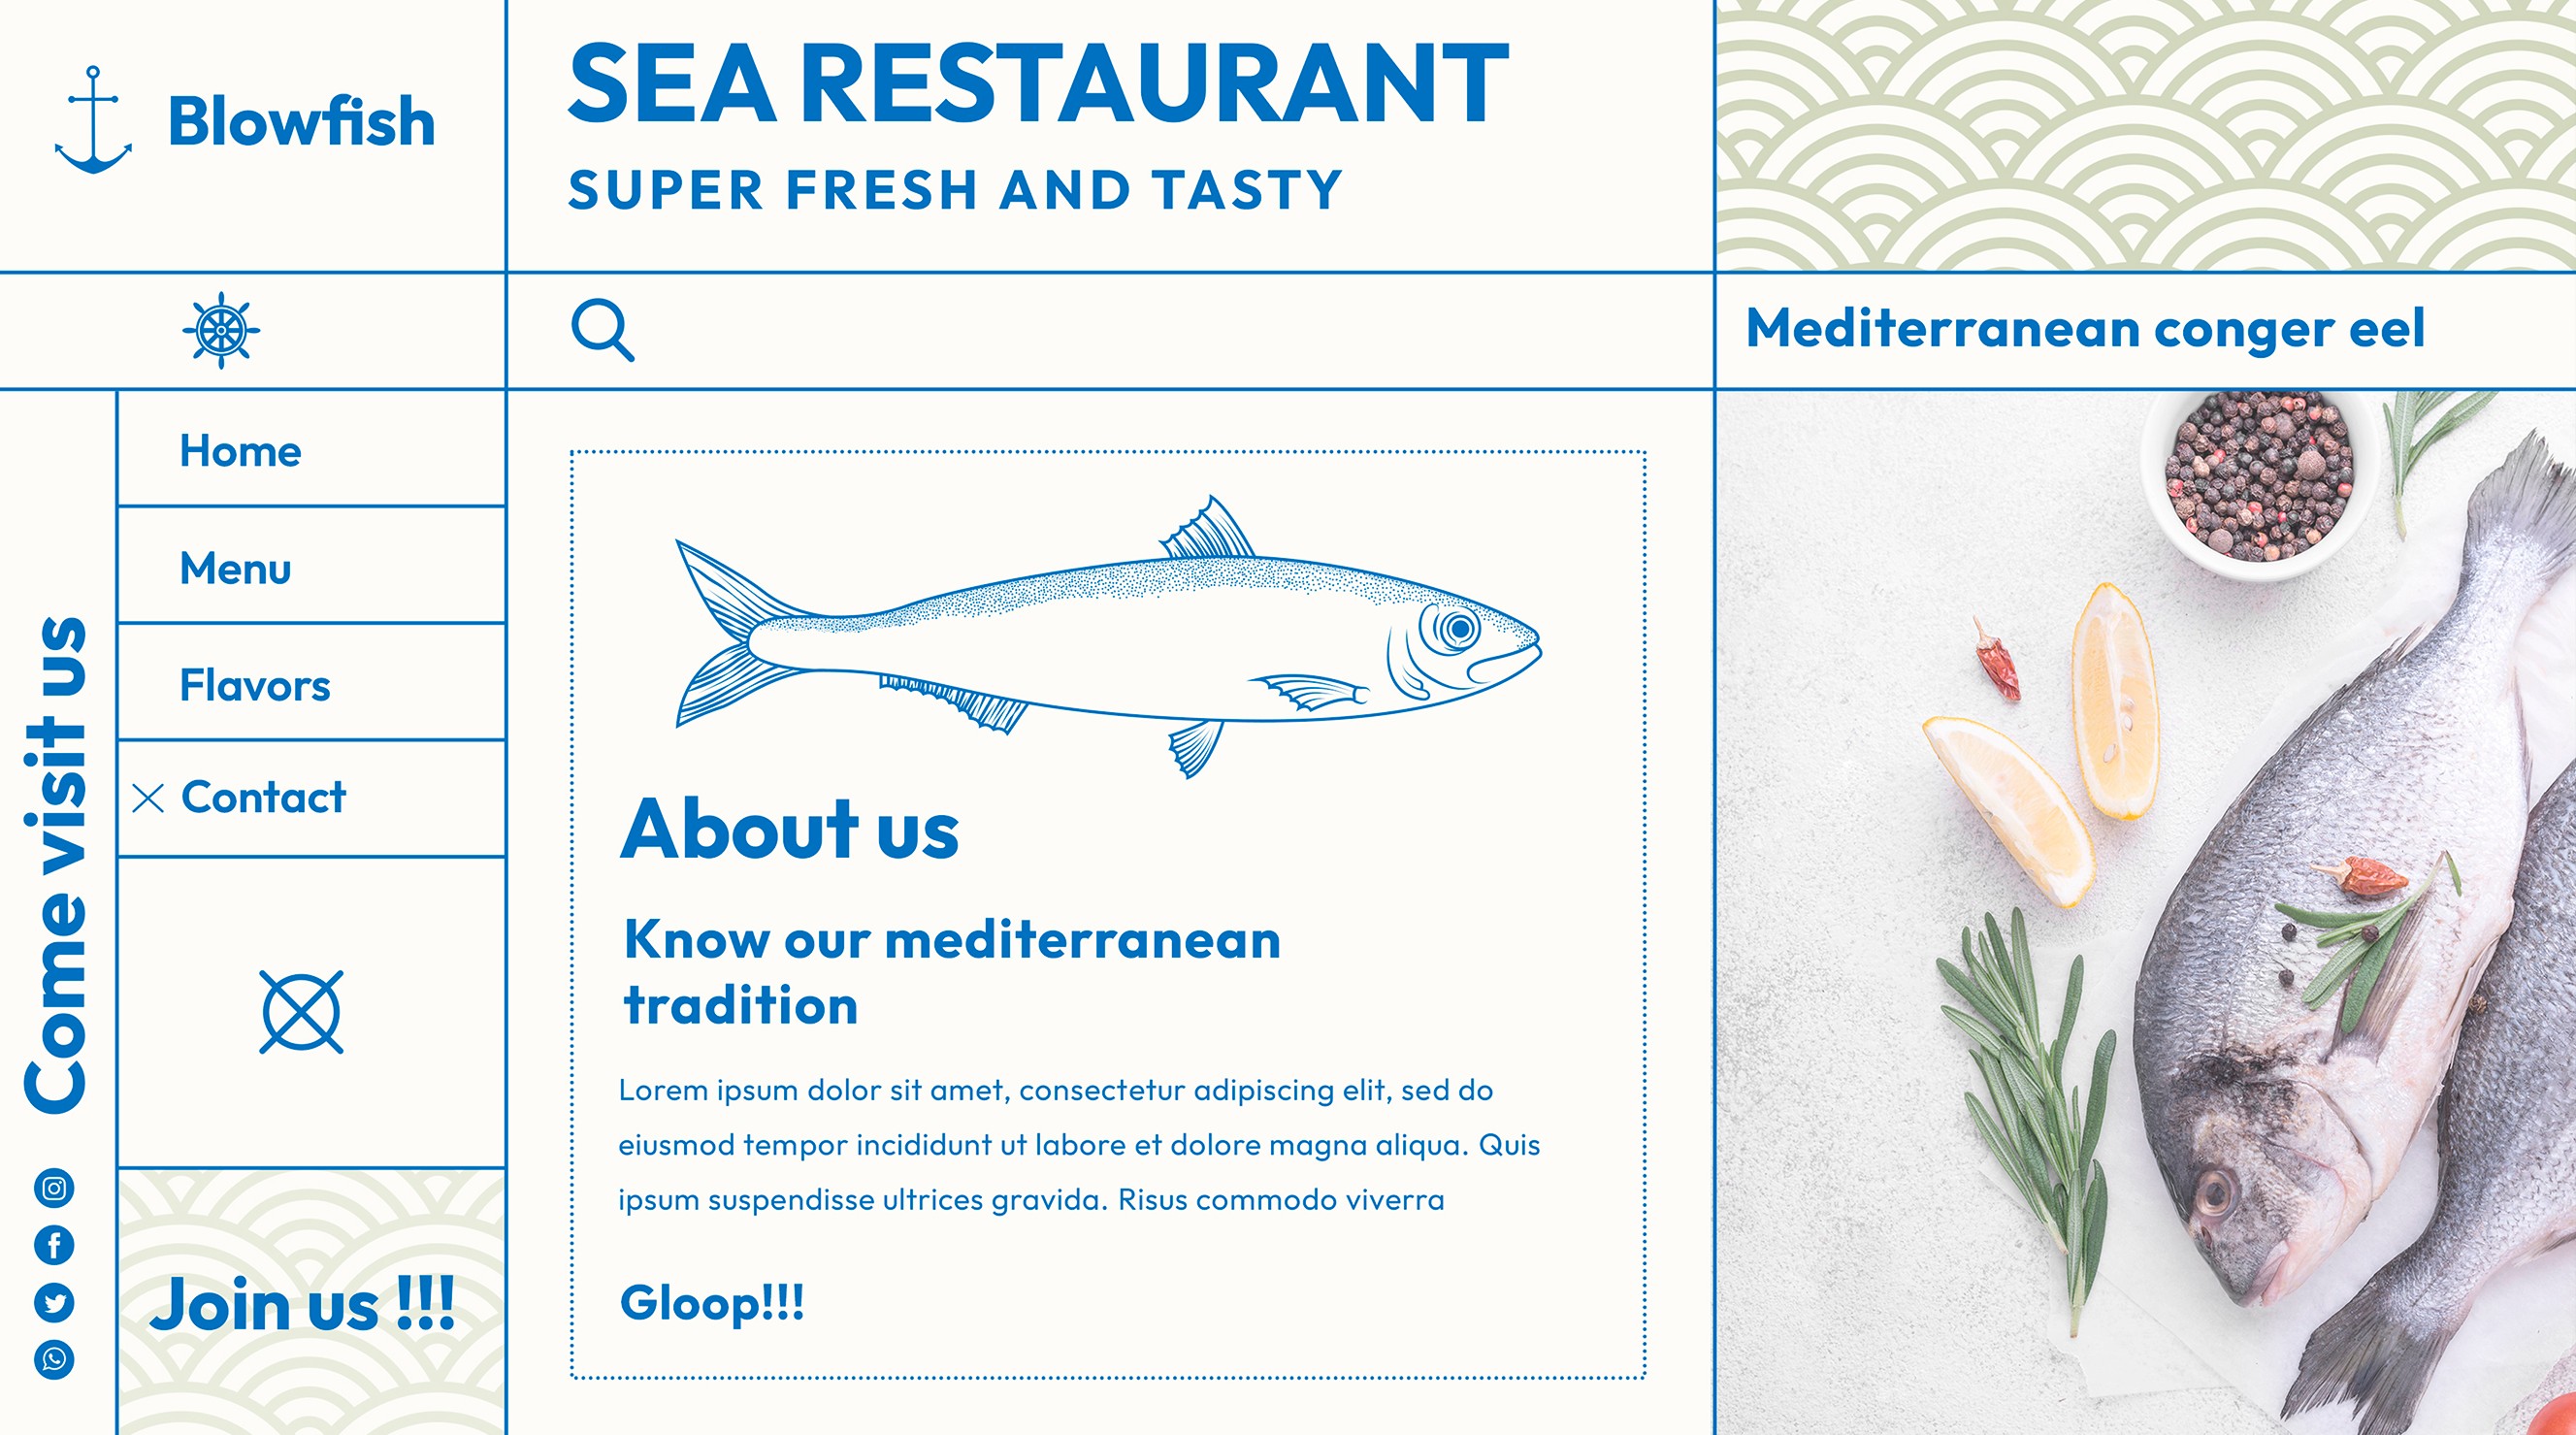 Blowfish
SEA RESTAURANT
SUPER FRESH AND TASTY
Mediterranean conger eel
Come visit us
Home
Menu
Flavors
Contact
Join us !!!
About us
Know our mediterranean
tradition
Lorem ipsum dolor sit amet, consectetur adipiscing elit, sed do
eiusmod tempor incididunt ut labore et dolore magna aliqua. Quis
ipsum suspendisse ultrices gravida. Risus commodo viverra
Gloop!!!